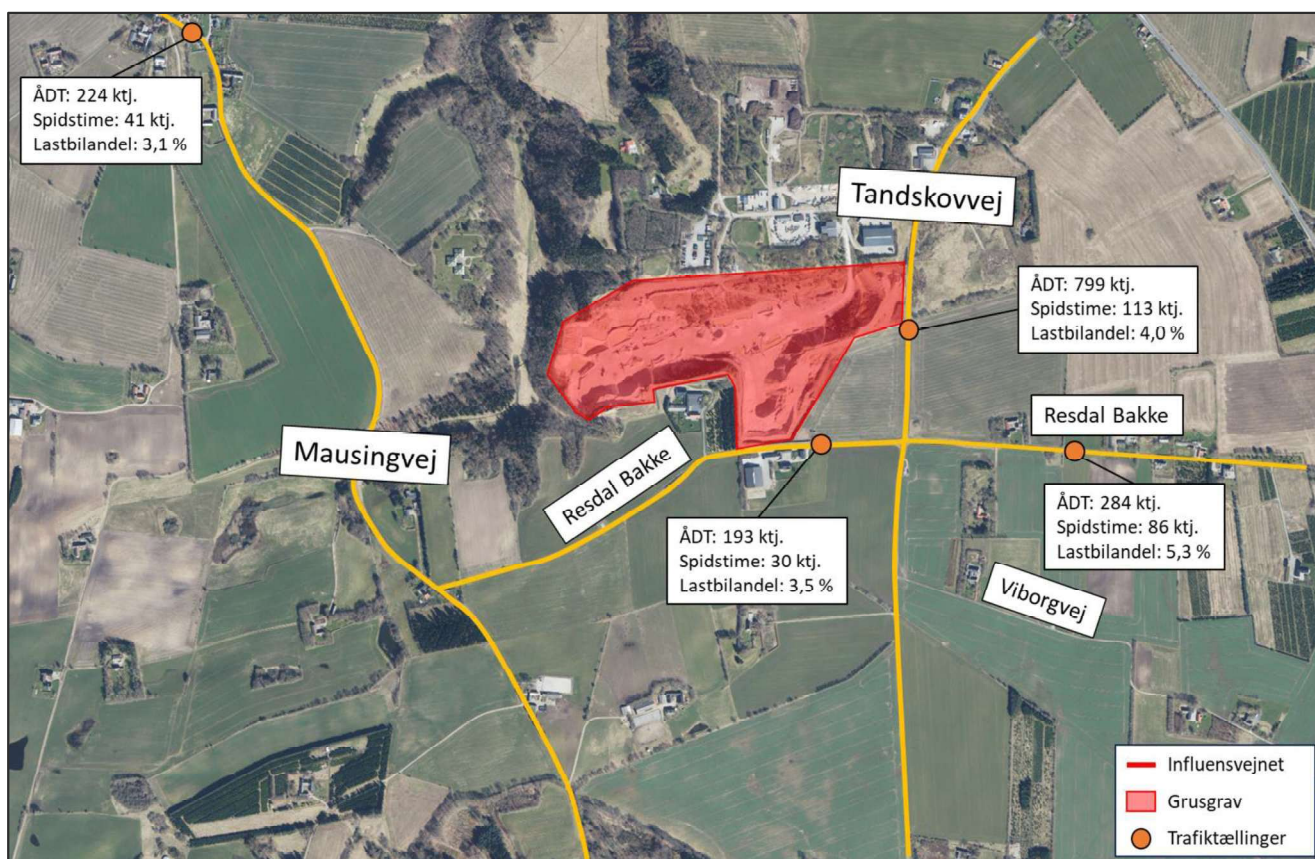 ÅDT: 224 ktj.
Spidstime: 41 ktj.
Lastbilandel: 3,1 %
Tandskovvej
ÅDT: 799 ktj.
Spidstime: 113 ktj.
Lastbilandel: 4,0 %
Mausingvej
Resdal Bakke
Resdal Bakke
ÅDT: 193 ktj.
Spidstime: 30 ktj.
Lastbilandel: 3,5 %
ÅDT: 284 ktj.
Spidstime: 86 ktj.
Lastbilandel: 5,3 %
Viborgvej
Influensvejnet
Grusgrav
Trafiktællinger